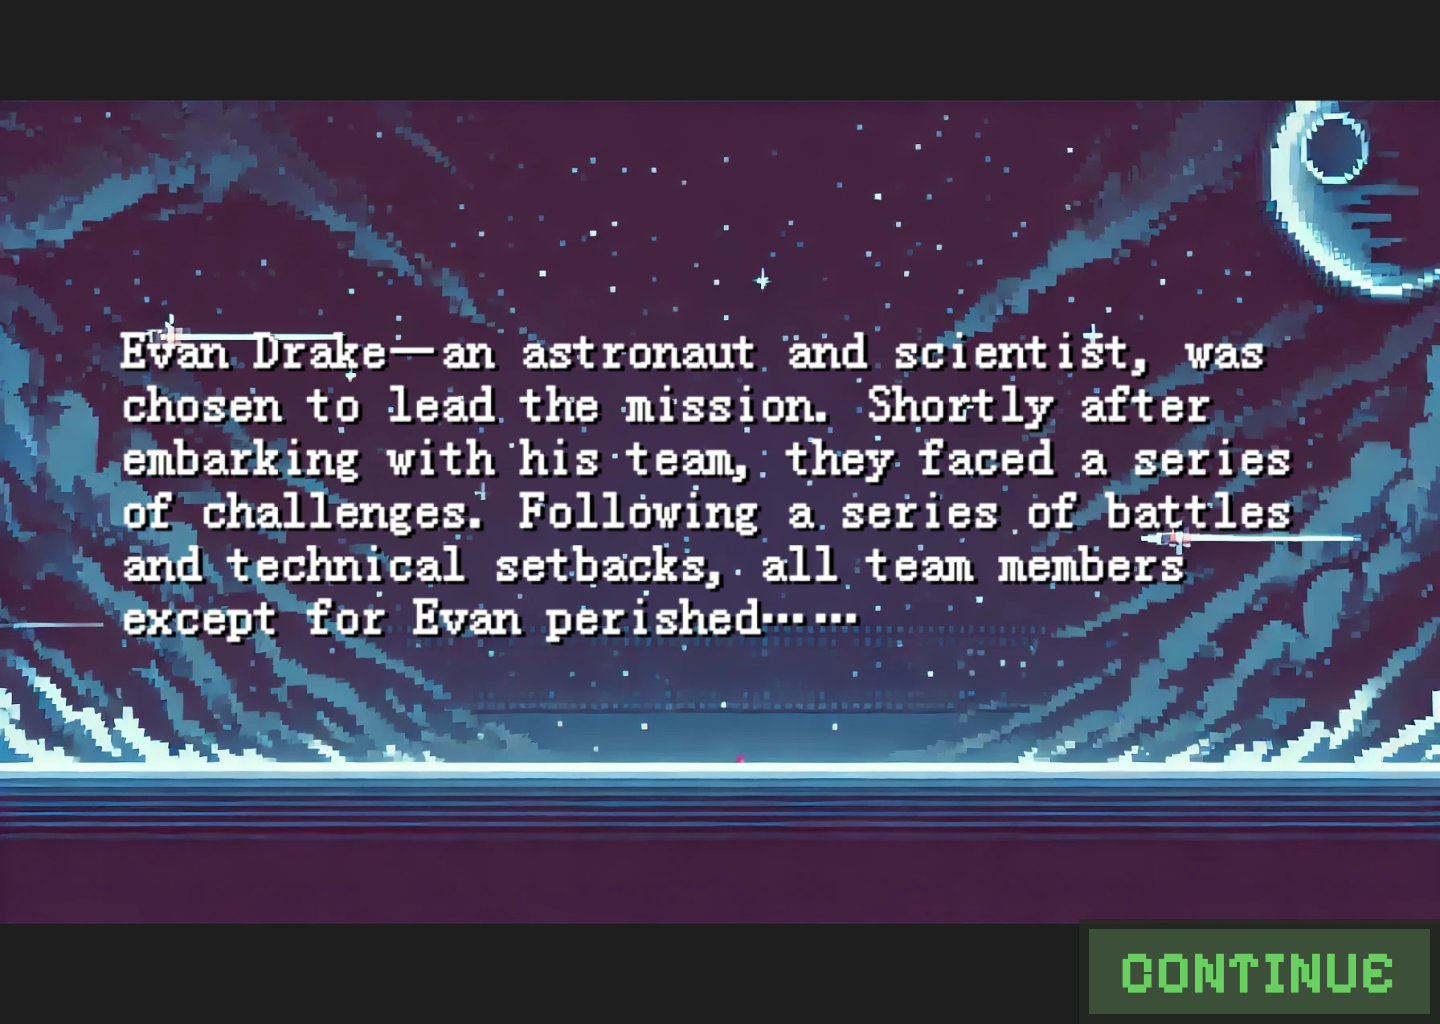 Evan Drake——an astronaut and scientist, was
chosen to lead the mission. Shortly after
embarking with his team, they faced a series
of challenges. Following a series of battles
and technical setbacks, all team members
except for Evan perished……
CONTINUE